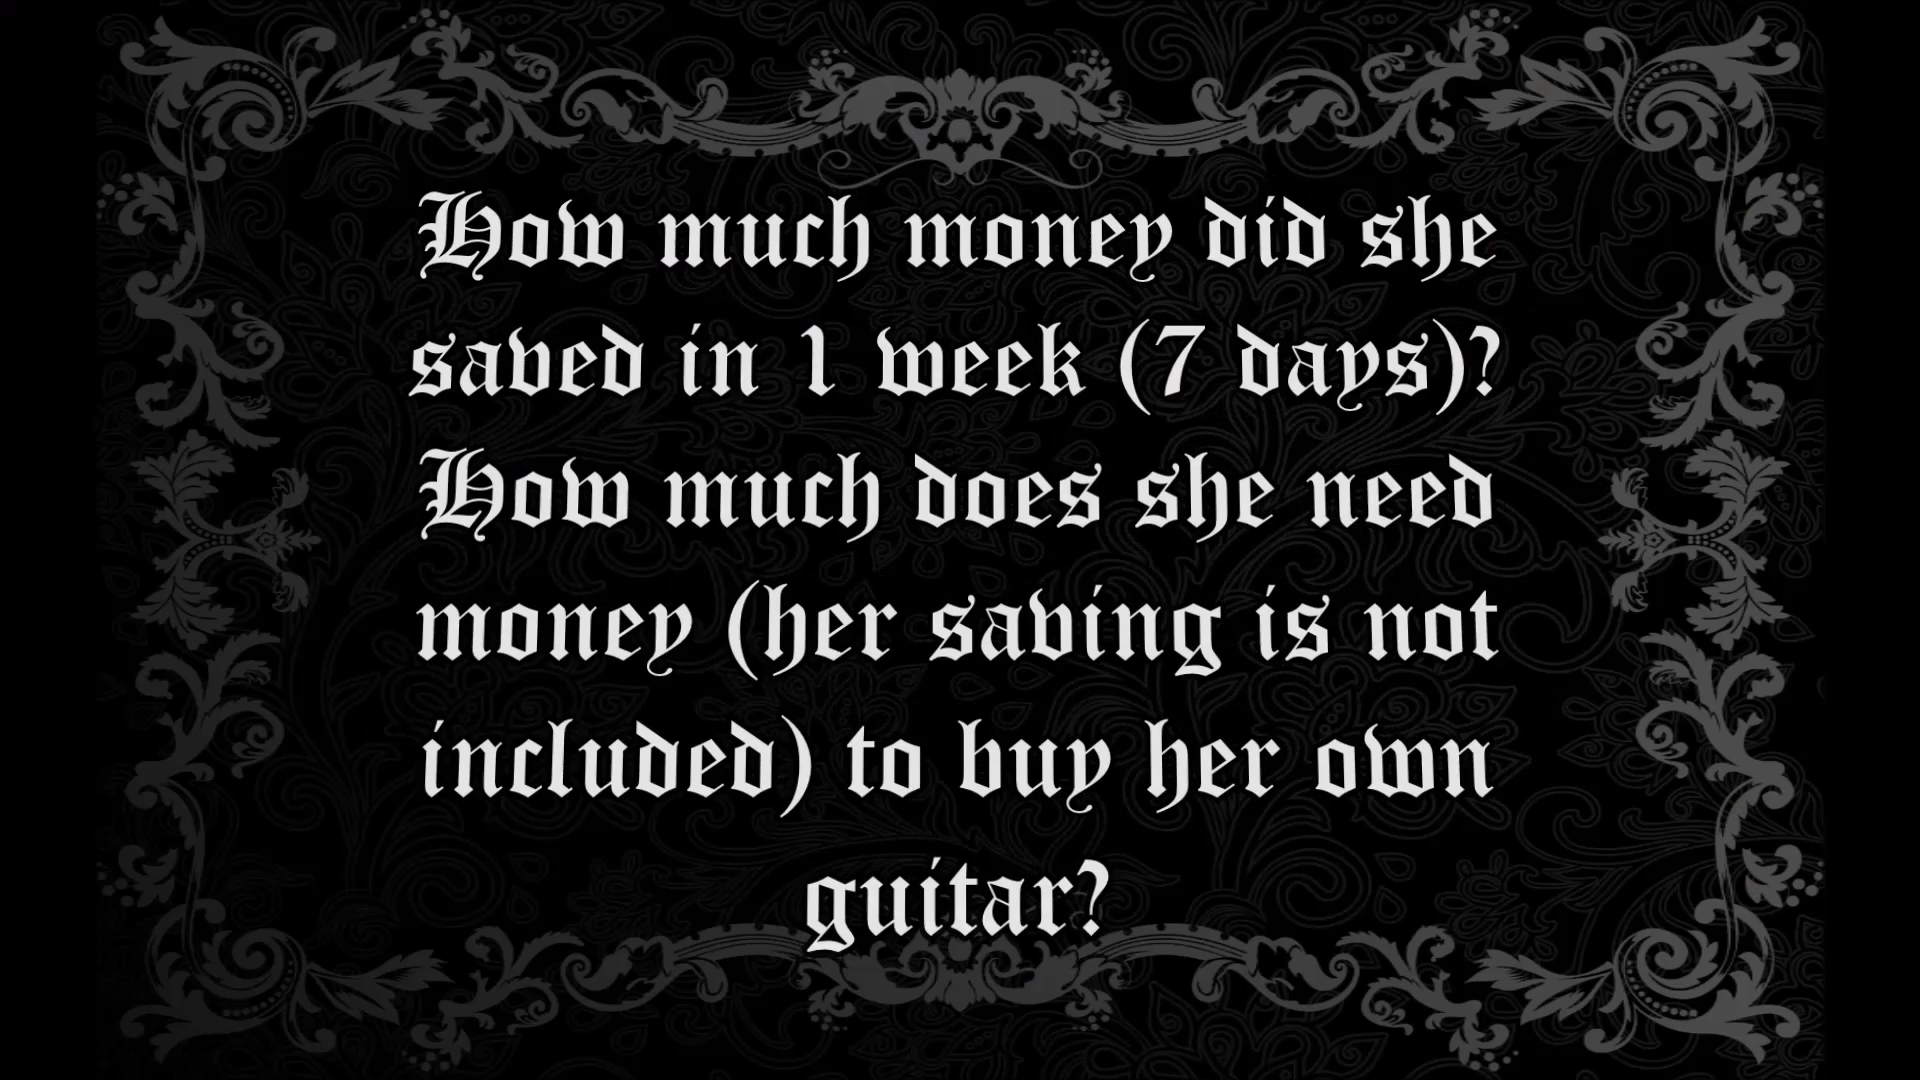 How much money did she
saved in 1 week (7 days)?
How much does she need
money (her saving is not
included) to buy her own
guitar?